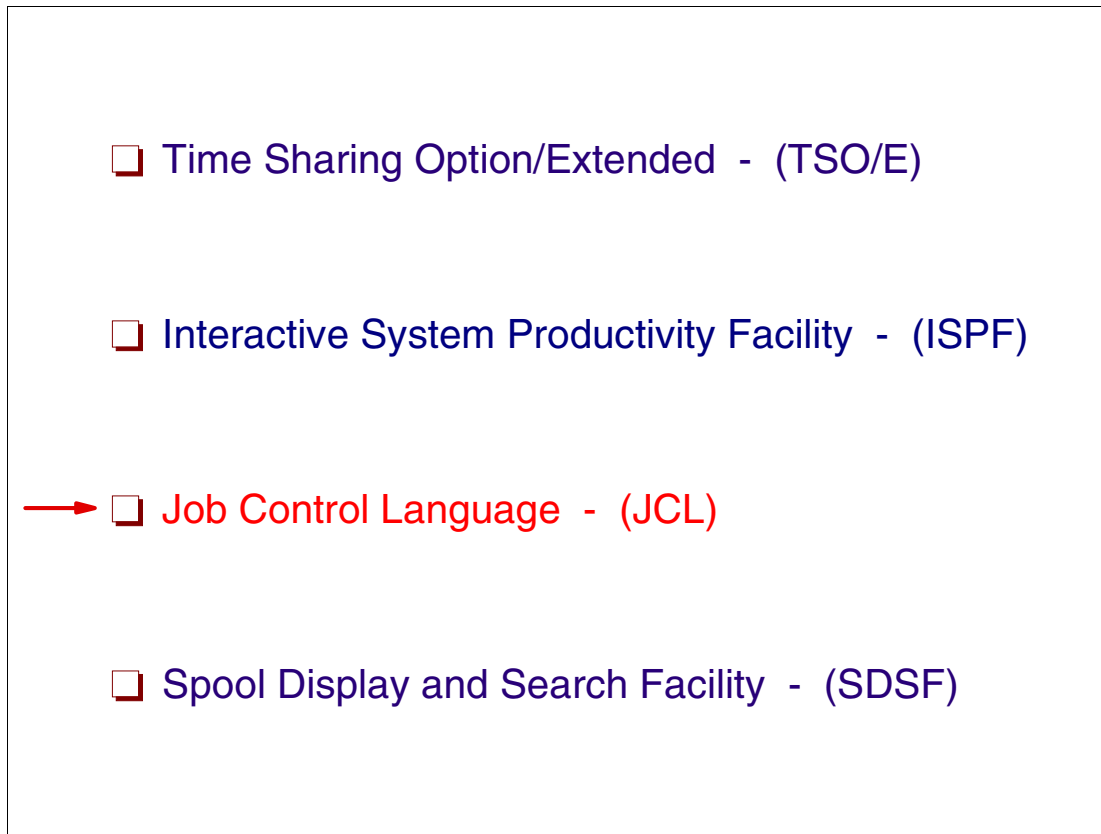 Time Sharing Option/Extended - (TSO/E)
Interactive System Productivity Facility - (ISPF)
Job Control Language - (JCL)
Spool Display and Search Facility - (SDSF)